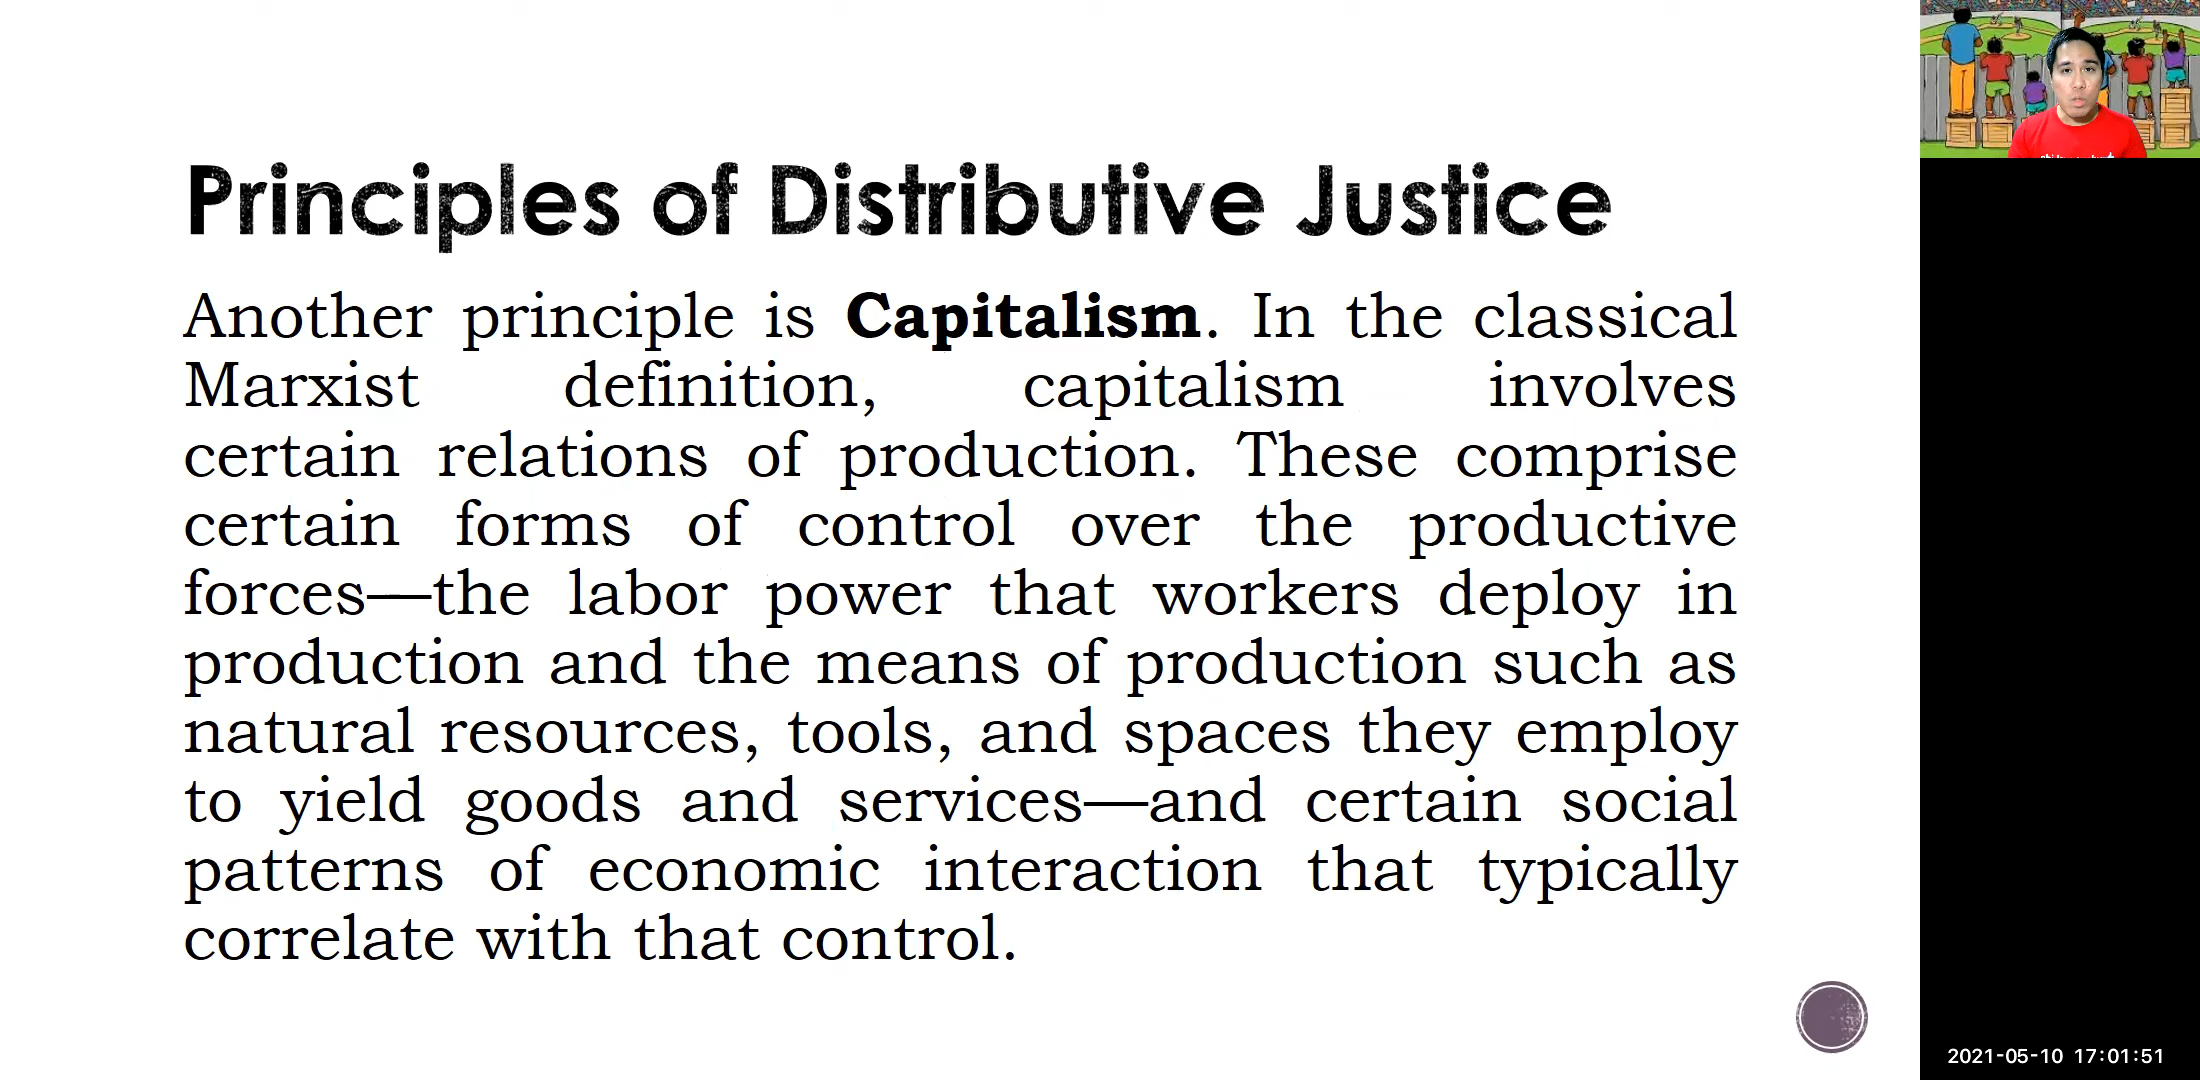 Principles of Distributive Justice
Another principle is Capitalism. In the classical
Marxist definition, capitalism involves
certain relations of production. These comprise
certain forms of control over the productive
forces—the labor power that workers deploy in
production and the means of production such as
natural resources, tools, and spaces they employ
to yield goods and services—and certain social
patterns of economic interaction that typically
correlate with that control.
2021-05-10 17:01:51